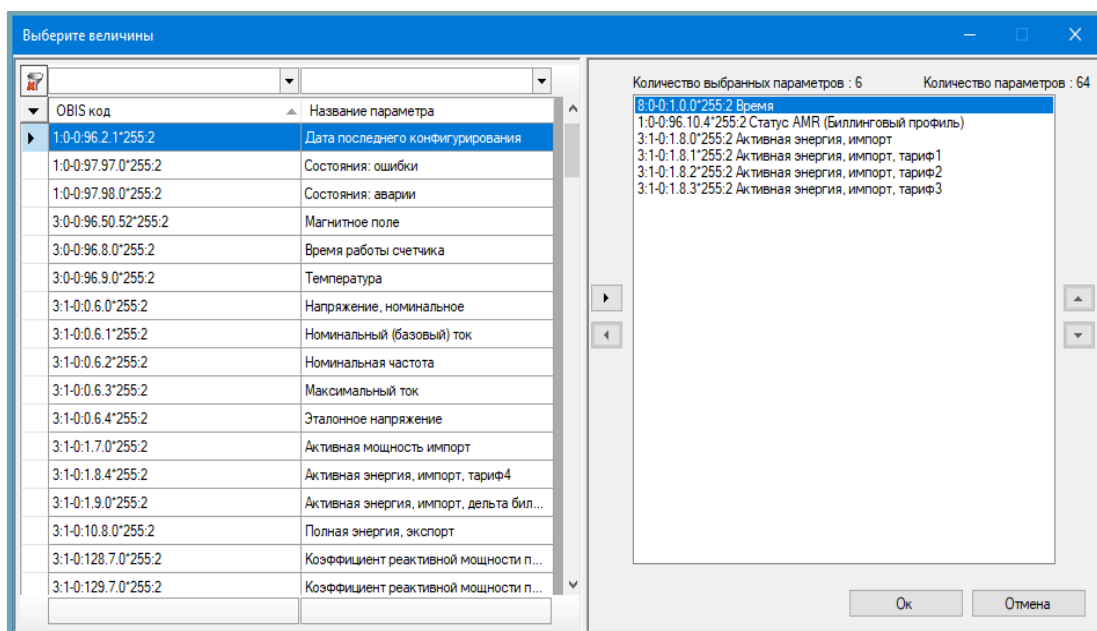 Выберите величины
Количество выбранных параметров : 6 Количество параметров : 64
OBIS код Название параметра
1:0-0:96.2.1*255:2 Дата последнего конфигурирования
1:0-0:97.97.0*255:2 Состояния: ошибки
1:0-0:97.98.0*255:2 Состояния: аварии
3:0-0:96.50.52*255:2 Магнитное поле
3:0-0:96.8.0*255:2 Время работы счетчика
3:0-0:96.9.0*255:2 Температура
3:1-0:0.6.0*255:2 Напряжение, номинальное
3:1-0:0.6.1*255:2 Номинальный (базовый) ток
3:1-0:0.6.2*255:2 Номинальная частота
3:1-0:0.6.3*255:2 Максимальный ток
3:1-0:0.6.4*255:2 Эталонное напряжение
3:1-0:1.7.0*255:2 Активная мощность импорт
3:1-0:1.8.4*255:2 Активная энергия, импорт, тариф4
3:1-0:1.9.0*255:2 Активная энергия, импорт, дельта бил...
3:1-0:10.8.0*255:2 Полная энергия, экспорт
3:1-0:128.7.0*255:2 Коэффициент реактивной мощности п...
3:1-0:129.7.0*255:2 Коэффициент реактивной мощности п...
8:0-0:1.0.0*255:2 Время
1:0-0:96.10.4*255:2 Статус AMR (Биллинговый профиль)
3:1-0:1.8.0*255:2 Активная энергия, импорт
3:1-0:1.8.1*255:2 Активная энергия, импорт, тариф1
3:1-0:1.8.2*255:2 Активная энергия, импорт, тариф2
3:1-0:1.8.3*255:2 Активная энергия, импорт, тариф3
Ок Отмена